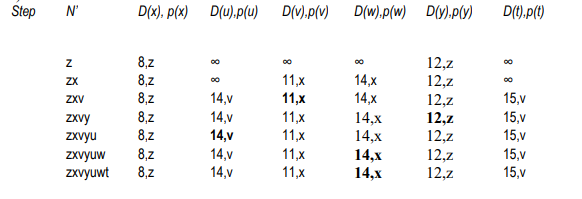 Step N' D(x), p(x) D(u),p(u) D(v),p(v) D(w),p(w) D(y),p(y) D(t),p(t)
z 8,z ∞ ∞ ∞ 12,z ∞
zx 8,z ∞ 11,x 14,x 12,z ∞
zxv 8,z 14,v 11,x 14,x 12,z 15,v
zxvy 8,z 14,v 11,x 14,x 12,z 15,v
zxvyu 8,z 14,v 11,x 14,x 12,z 15,v
zxvyuw 8,z 14,v 11,x 14,x 12,z 15,v
zxvyuwt 8,z 14,v 11,x 14,x 12,z 15,v